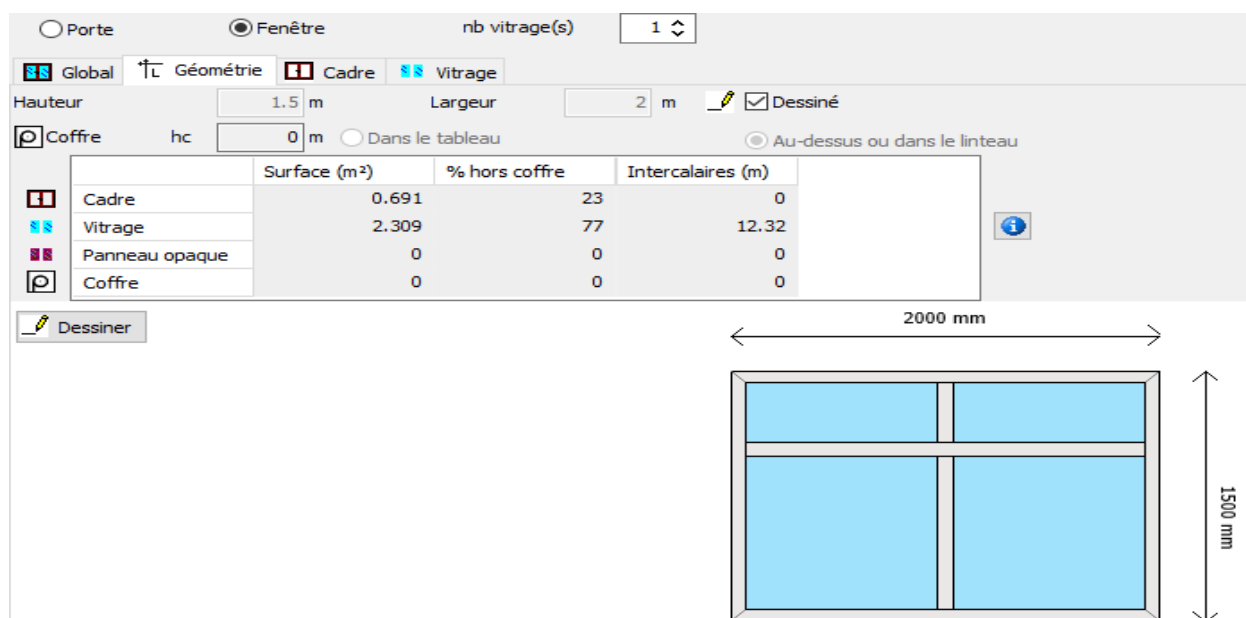 Porte Fenêtre nb vitrage(s) 1
Global Géométrie Cadre Vitrage
Hauteur 1.5 m Largeur 2 m Dessiné
Coffre hc 0 m Dans le tableau Au-dessus ou dans le linteau
Surface (m²) % hors coffre Intercalaires (m)
Cadre 0.691 23 0
Vitrage 2.309 77 12.32
Panneau opaque 0 0 0
Coffre 0 0 0
Dessiner
2000 mm
1500 mm